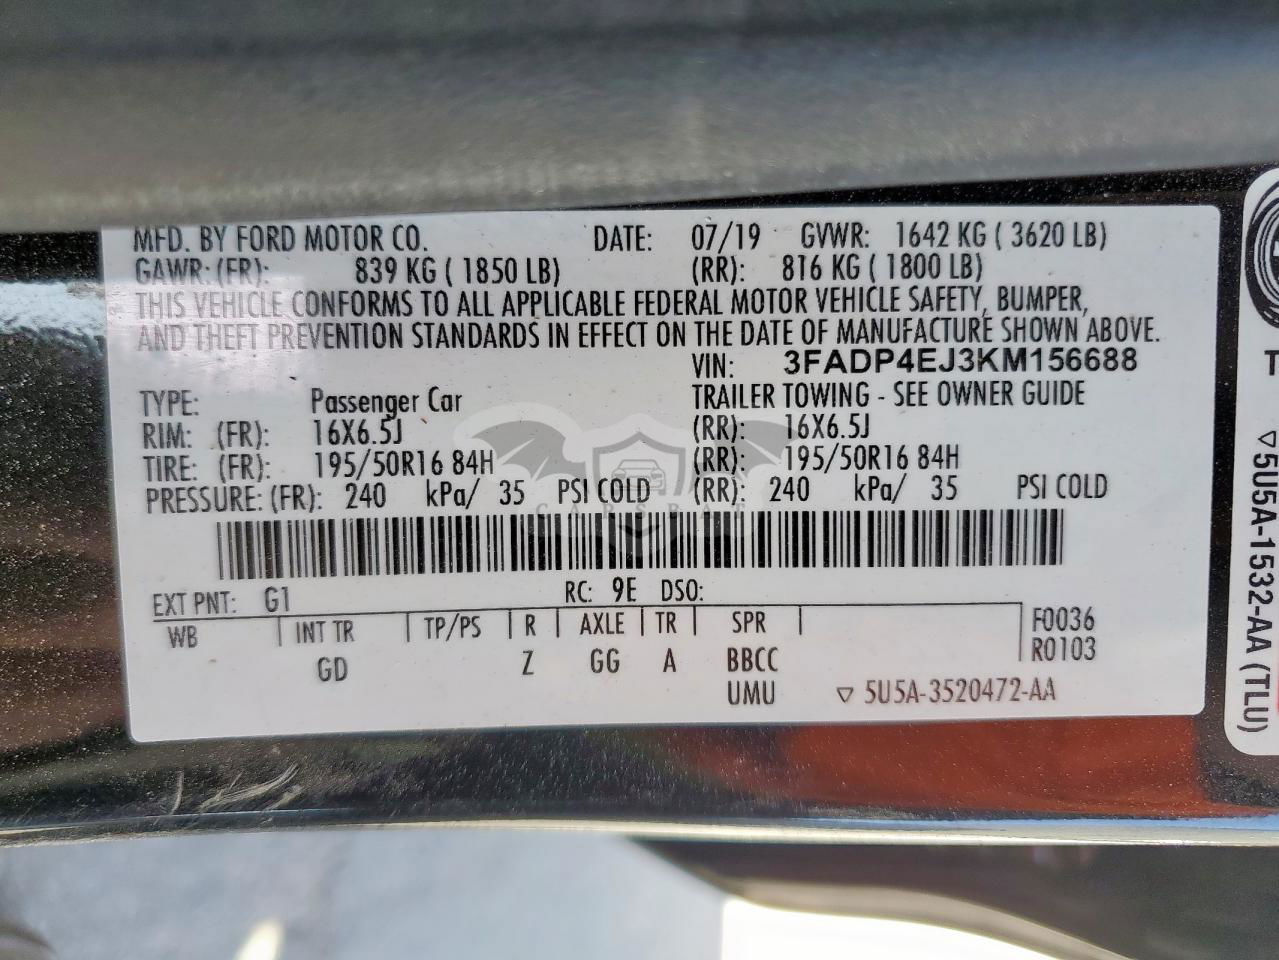 MFD. BY FORD MOTOR CO. DATE: 07/19 GVWR: 1642 KG ( 3620 LB)
GAWR: (FR): 839 KG ( 1850 LB) (RR): 816 KG ( 1800 LB)
THIS VEHICLE CONFORMS TO ALL APPLICABLE FEDERAL MOTOR VEHICLE SAFETY, BUMPER,
AND THEFT PREVENTION STANDARDS IN EFFECT ON THE DATE OF MANUFACTURE SHOWN ABOVE.
VIN: 3FADP4EJ3KM156688
TYPE: Passenger Car TRAILER TOWING - SEE OWNER GUIDE
RIM: (FR): 16X6.5J (RR): 16X6.5J
TIRE: (FR): 195/50R16 84H (RR): 195/50R16 84H
PRESSURE: (FR): 240 kPa/ 35 PSI COLD (RR): 240 kPa/ 35 PSI COLD
CARSBAT
EXT PNT: G1 RC: 9E DSO:
WB INT TR TP/PS R AXLE TR SPR F0036
GD Z GG A BBCC R0103
UMU ▽ 5U5A-3520472-AA
▽5U5A-1532-AA (TLU)